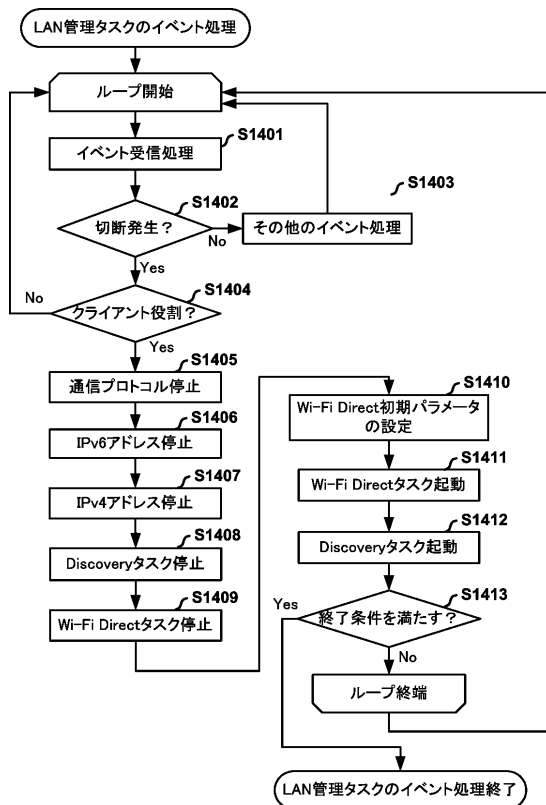 LAN管理タスクのイベント処理
ループ開始
S1401
イベント受信処理
S1402
切断発生？
No
Yes
S1403
その他のイベント処理
S1404
クライアント役割？
No
Yes
S1405
通信プロトコル停止
S1406
IPv6アドレス停止
S1407
IPv4アドレス停止
S1408
Discoveryタスク停止
S1409
Wi-Fi Directタスク停止
S1410
Wi-Fi Direct初期パラメータ
の設定
S1411
Wi-Fi Directタスク起動
S1412
Discoveryタスク起動
S1413
終了条件を満たす？
Yes
No
ループ終端
LAN管理タスクのイベント処理終了